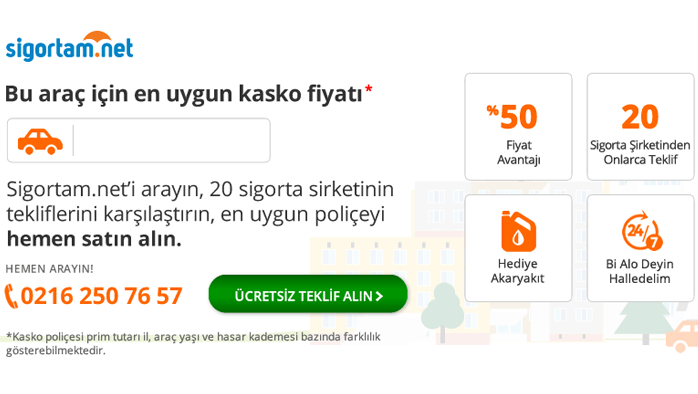 sigortam.net
Bu araç için en uygun kasko fiyatı*
Sigortam.net'i arayın, 20 sigorta sirketinin
tekliflerini karşılaştırın, en uygun poliçeyi
hemen satın alın.
HEMEN ARAYIN!
0216 250 76 57
ÜCRETSİZ TEKLİF ALIN
*Kasko poliçesi prim tutarı il, araç yaşı ve hasar kademesi bazında farklılık
gösterebilmektedir.
%50
Fiyat
Avantajı
20
Sigorta Şirketinden
Onlarca Teklif
Hediye
Akaryakıt
24/7
Bi Alo Deyin
Halledelim